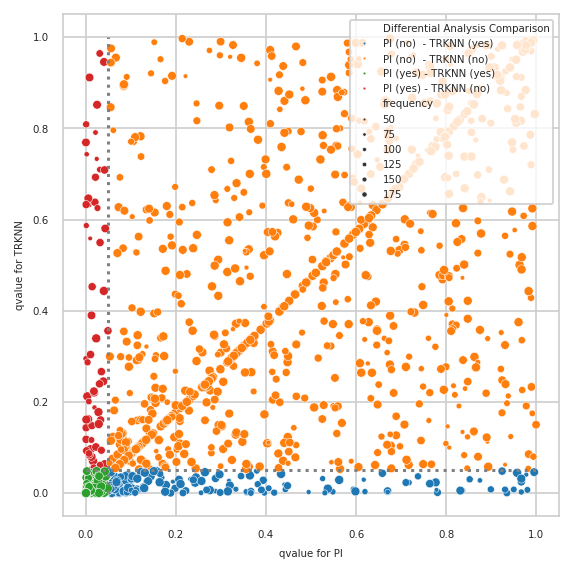 Differential Analysis Comparison
PI (no) - TRKNN (yes)
PI (no) - TRKNN (no)
PI (yes) - TRKNN (yes)
PI (yes) - TRKNN (no)
frequency
50
75
100
125
150
175
1.0
0.8
0.6
0.4
0.2
0.0
qvalue for TRKNN
0.0 0.2 0.4 0.6 0.8 1.0
qvalue for PI